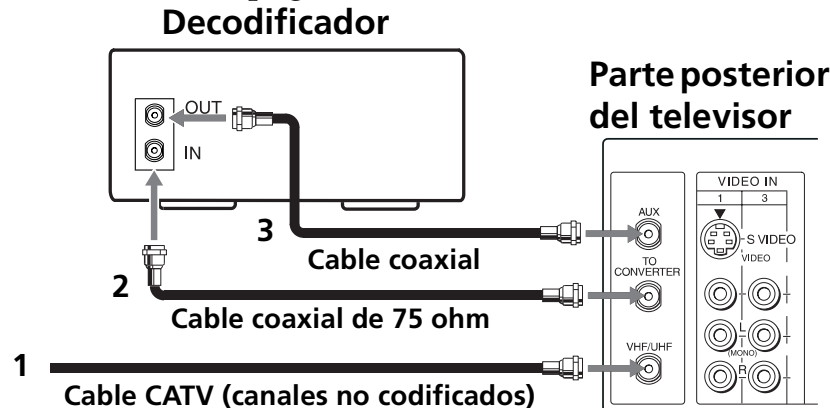 Decodificador
OUT
IN
Parte posterior
del televisor
VIDEO IN
1 3
AUX
S VIDEO
VIDEO
TO
CONVERTER
3
Cable coaxial
2
Cable coaxial de 75 ohm
L
(MONO)
R
VHF/UHF
1
Cable CATV (canales no codificados)